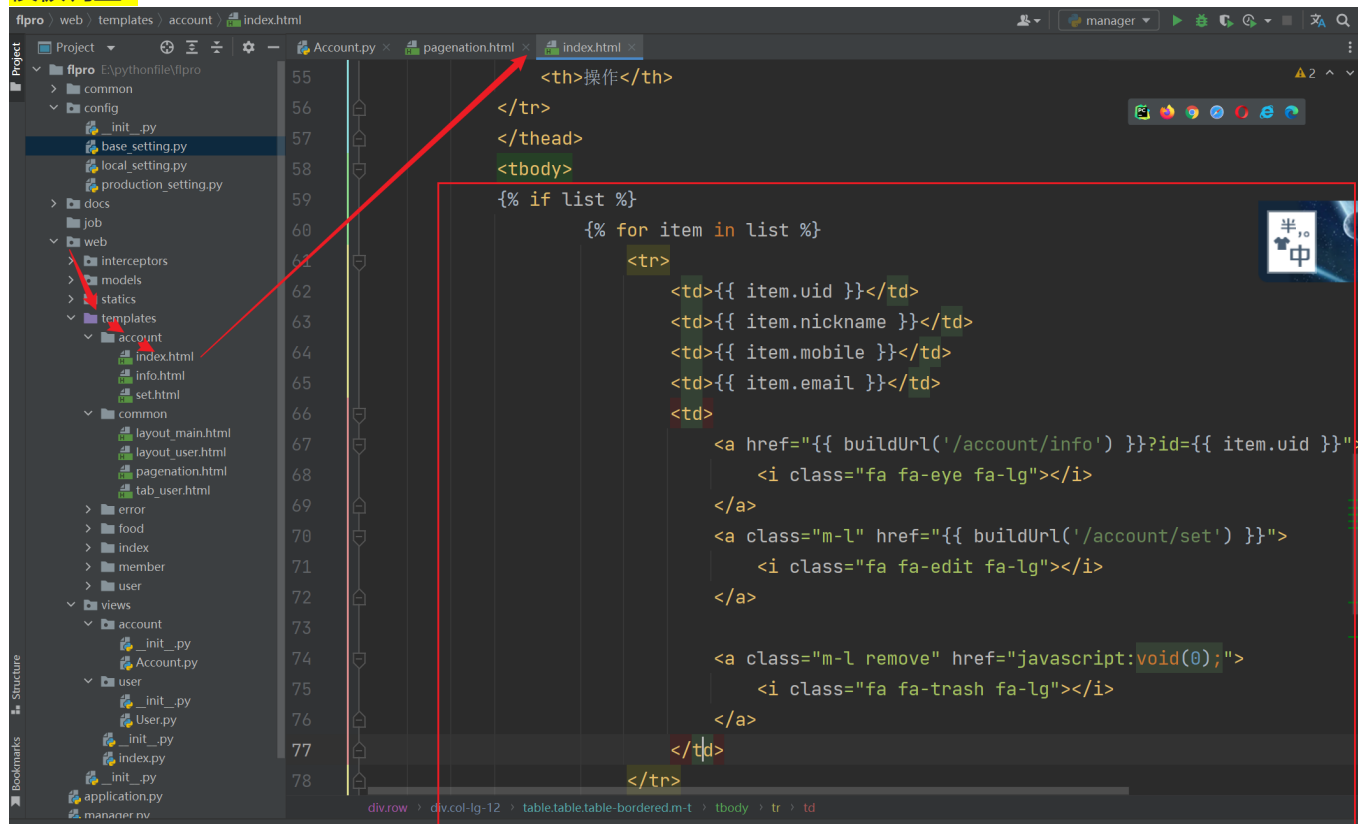 flpro 〉 web 〉 templates 〉 account 〉 index.html
manager
Project
Account.py
pagenation.html
index.html
Project
Structure
Bookmarks
flpro E:\pythonfile\flpro
common
config
__init__.py
base_setting.py
local_setting.py
production_setting.py
docs
job
web
interceptors
models
statics
templates
account
index.html
info.html
set.html
common
layout_main.html
layout_user.html
pagenation.html
tab_user.html
error
food
index
member
user
views
account
__init__.py
Account.py
user
__init__.py
User.py
__init__.py
index.py
__init__.py
application.py
manager.py
2
55 <th>操作</th>
56 </tr>
57 </thead>
58 <tbody>
59 {% if list %}
60 {% for item in list %}
61 <tr>
62 <td>{{ item.uid }}</td>
63 <td>{{ item.nickname }}</td>
64 <td>{{ item.mobile }}</td>
65 <td>{{ item.email }}</td>
66 <td>
67 <a href="{{ buildUrl('/account/info') }}?id={{ item.uid }}">
68 <i class="fa fa-eye fa-lg"></i>
69 </a>
70 <a class="m-l" href="{{ buildUrl('/account/set') }}">
71 <i class="fa fa-edit fa-lg"></i>
72 </a>
73
74 <a class="m-l remove" href="javascript:void(0);">
75 <i class="fa fa-trash fa-lg"></i>
76 </a>
77 </td>
78 </tr>
半
中
div.row 〉 div.col-lg-12 〉 table.table.table-bordered.m-t 〉 tbody 〉 tr 〉 td